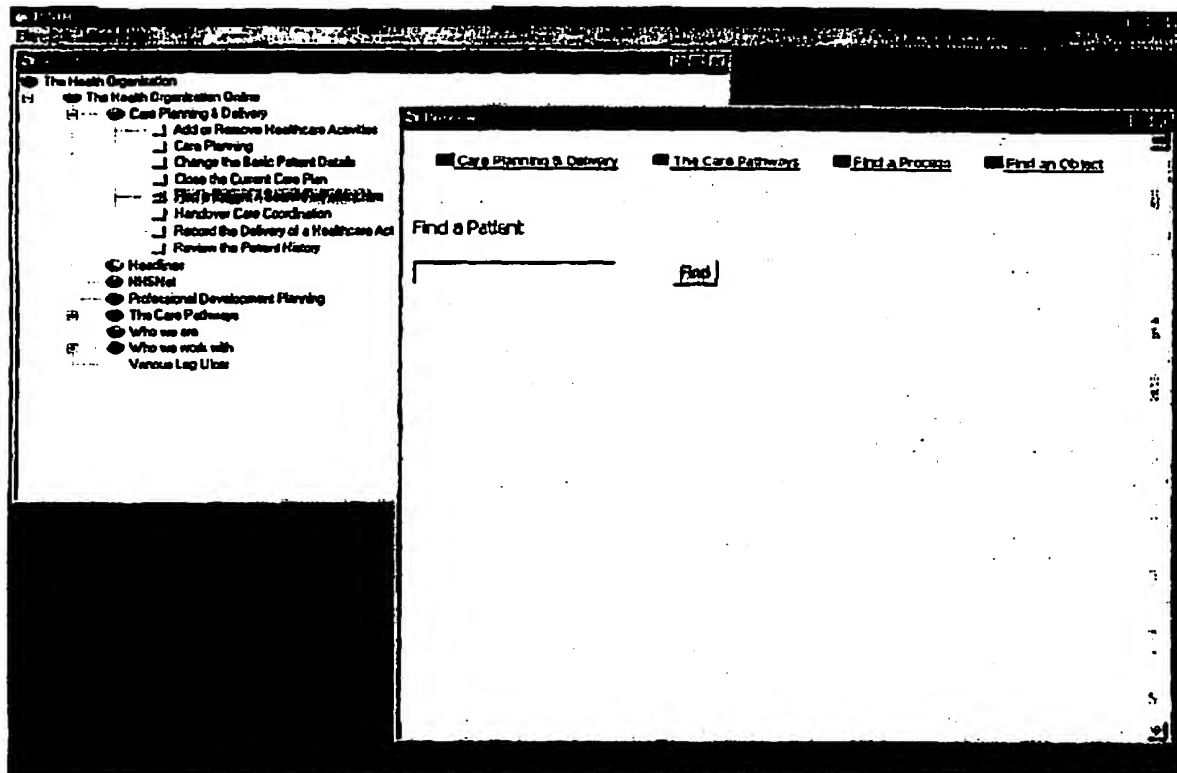 The Health Organisation
The Health Organisation Online
Care Planning & Delivery
Add or Remove Healthcare Activities
Care Planning
Change the Basic Patient Details
Close the Current Care Plan
Handover Care Coordination
Record the Delivery of a Healthcare Act
Review the Patient History
Headlines
NHSNet
Professional Development Planning
The Care Pathways
Who we are
Who we work with
Venous Leg Ulcer
Preview
Care Planning & Delivery The Care Pathways Find a Process Find an Object
Find a Patient
Find